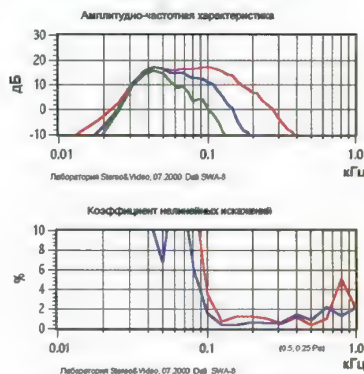 Амплитудно-частотная характеристика
дБ
30
20
10
0
-10
0.01
0.1
1.0
кГц
Лаборатория Stereo&Video, 07.2000 Dali SWA-8
Коэффициент нелинейных искажений
%
10
8
6
4
2
0
0.01
0.1
1.0
(0.5, 0.25 Pa)
кГц
Лаборатория Stereo&Video, 07.2000 Dali SWA-8